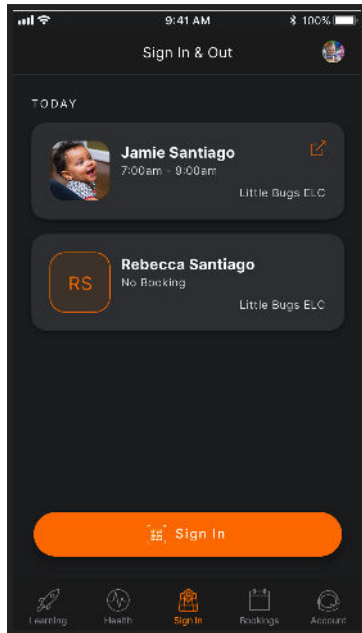 9:41 AM
100%
Sign In & Out
TODAY
Jamie Santiago
7:00am - 9:00am
Little Bugs ELC
RS
Rebecca Santiago
No Booking
Little Bugs ELC
Sign In
Learning
Health
Sign In
Bookings
Account